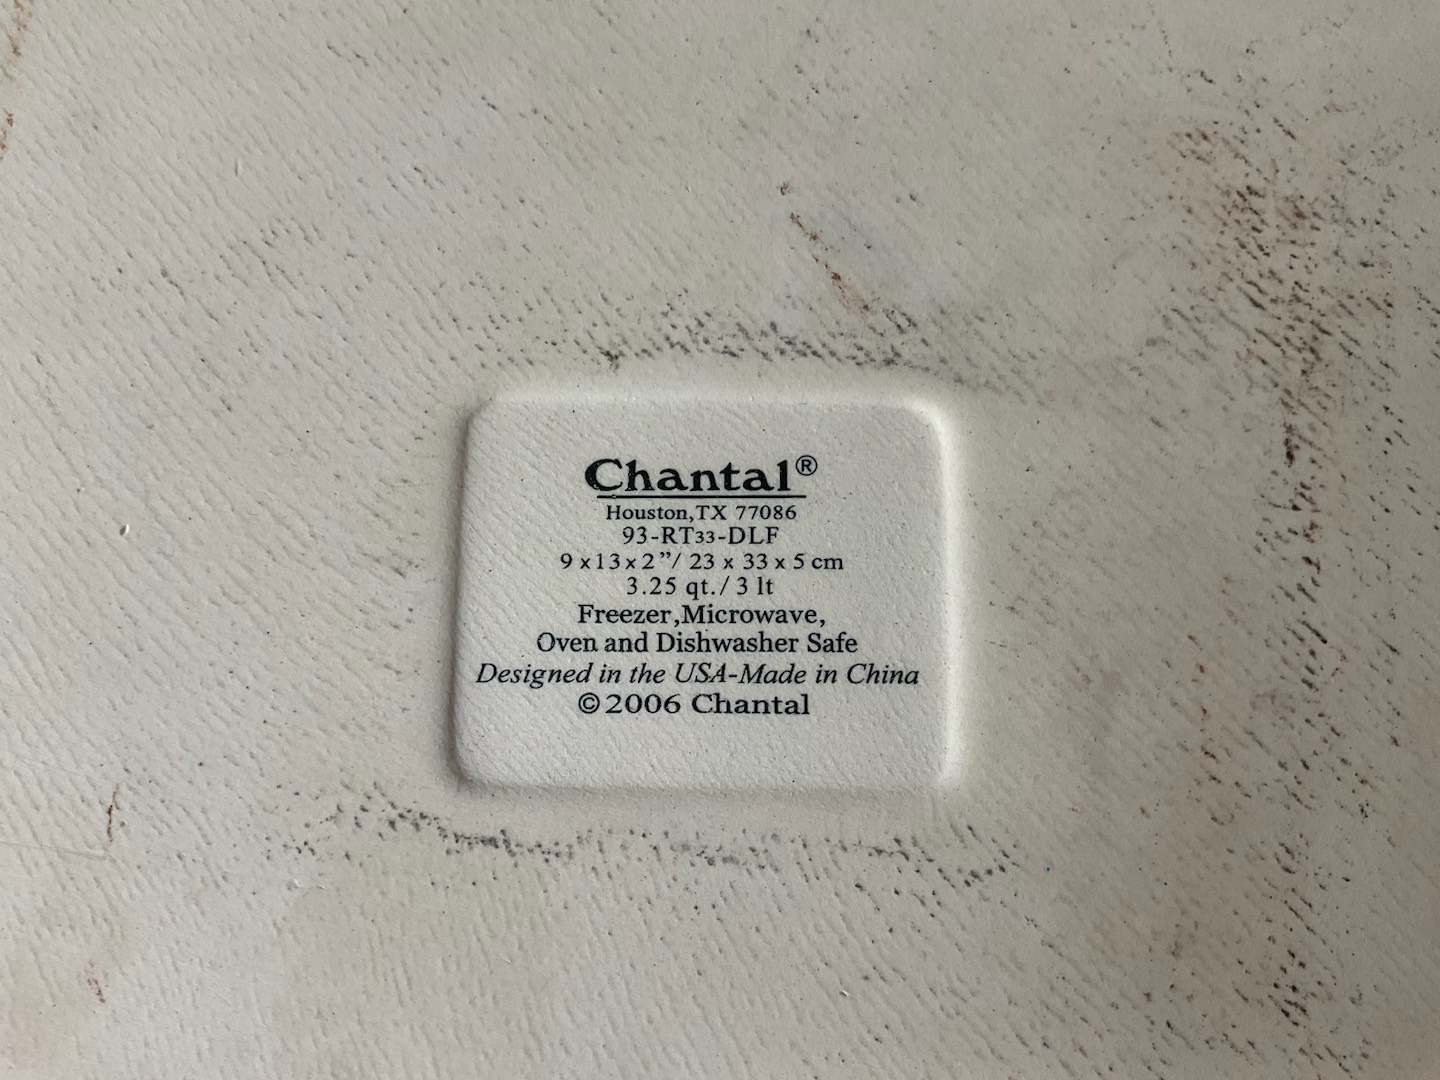 Chantal®
Houston,TX 77086
93-RT33-DLF
9 x 13 x 2"/ 23 x 33 x 5 cm
3.25 qt./ 3 lt
Freezer,Microwave,
Oven and Dishwasher Safe
Designed in the USA-Made in China
©2006 Chantal